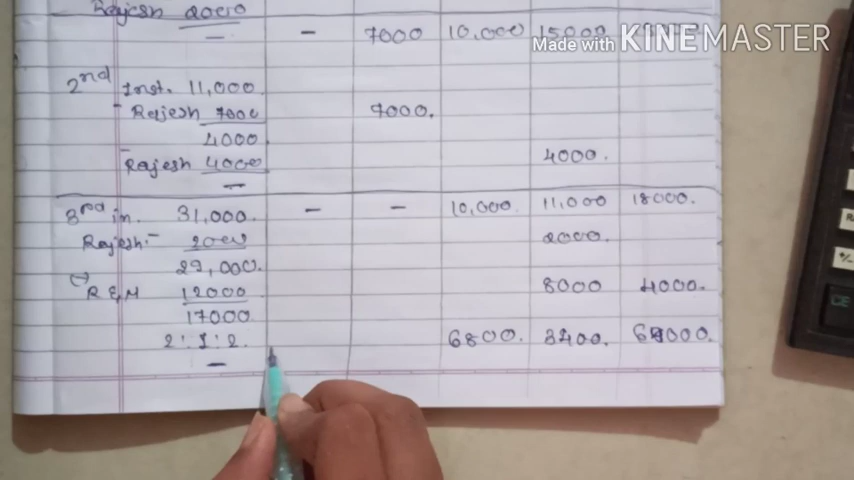 Rajesh 2000
— – 7000 10,000 15000
Made with KINEMASTER
2nd Inst. 11,000
- Rajesh 7000 7000.
4000
- Rajesh 4000 4000.
—
3rd in. 31,000. – – 10,000. 11,000 18000.
Rajesh:- 2000 2000.
29,000.
(-) R&M 12000 8000 4000.
17000
2:1:2. 6800. 3400.
—